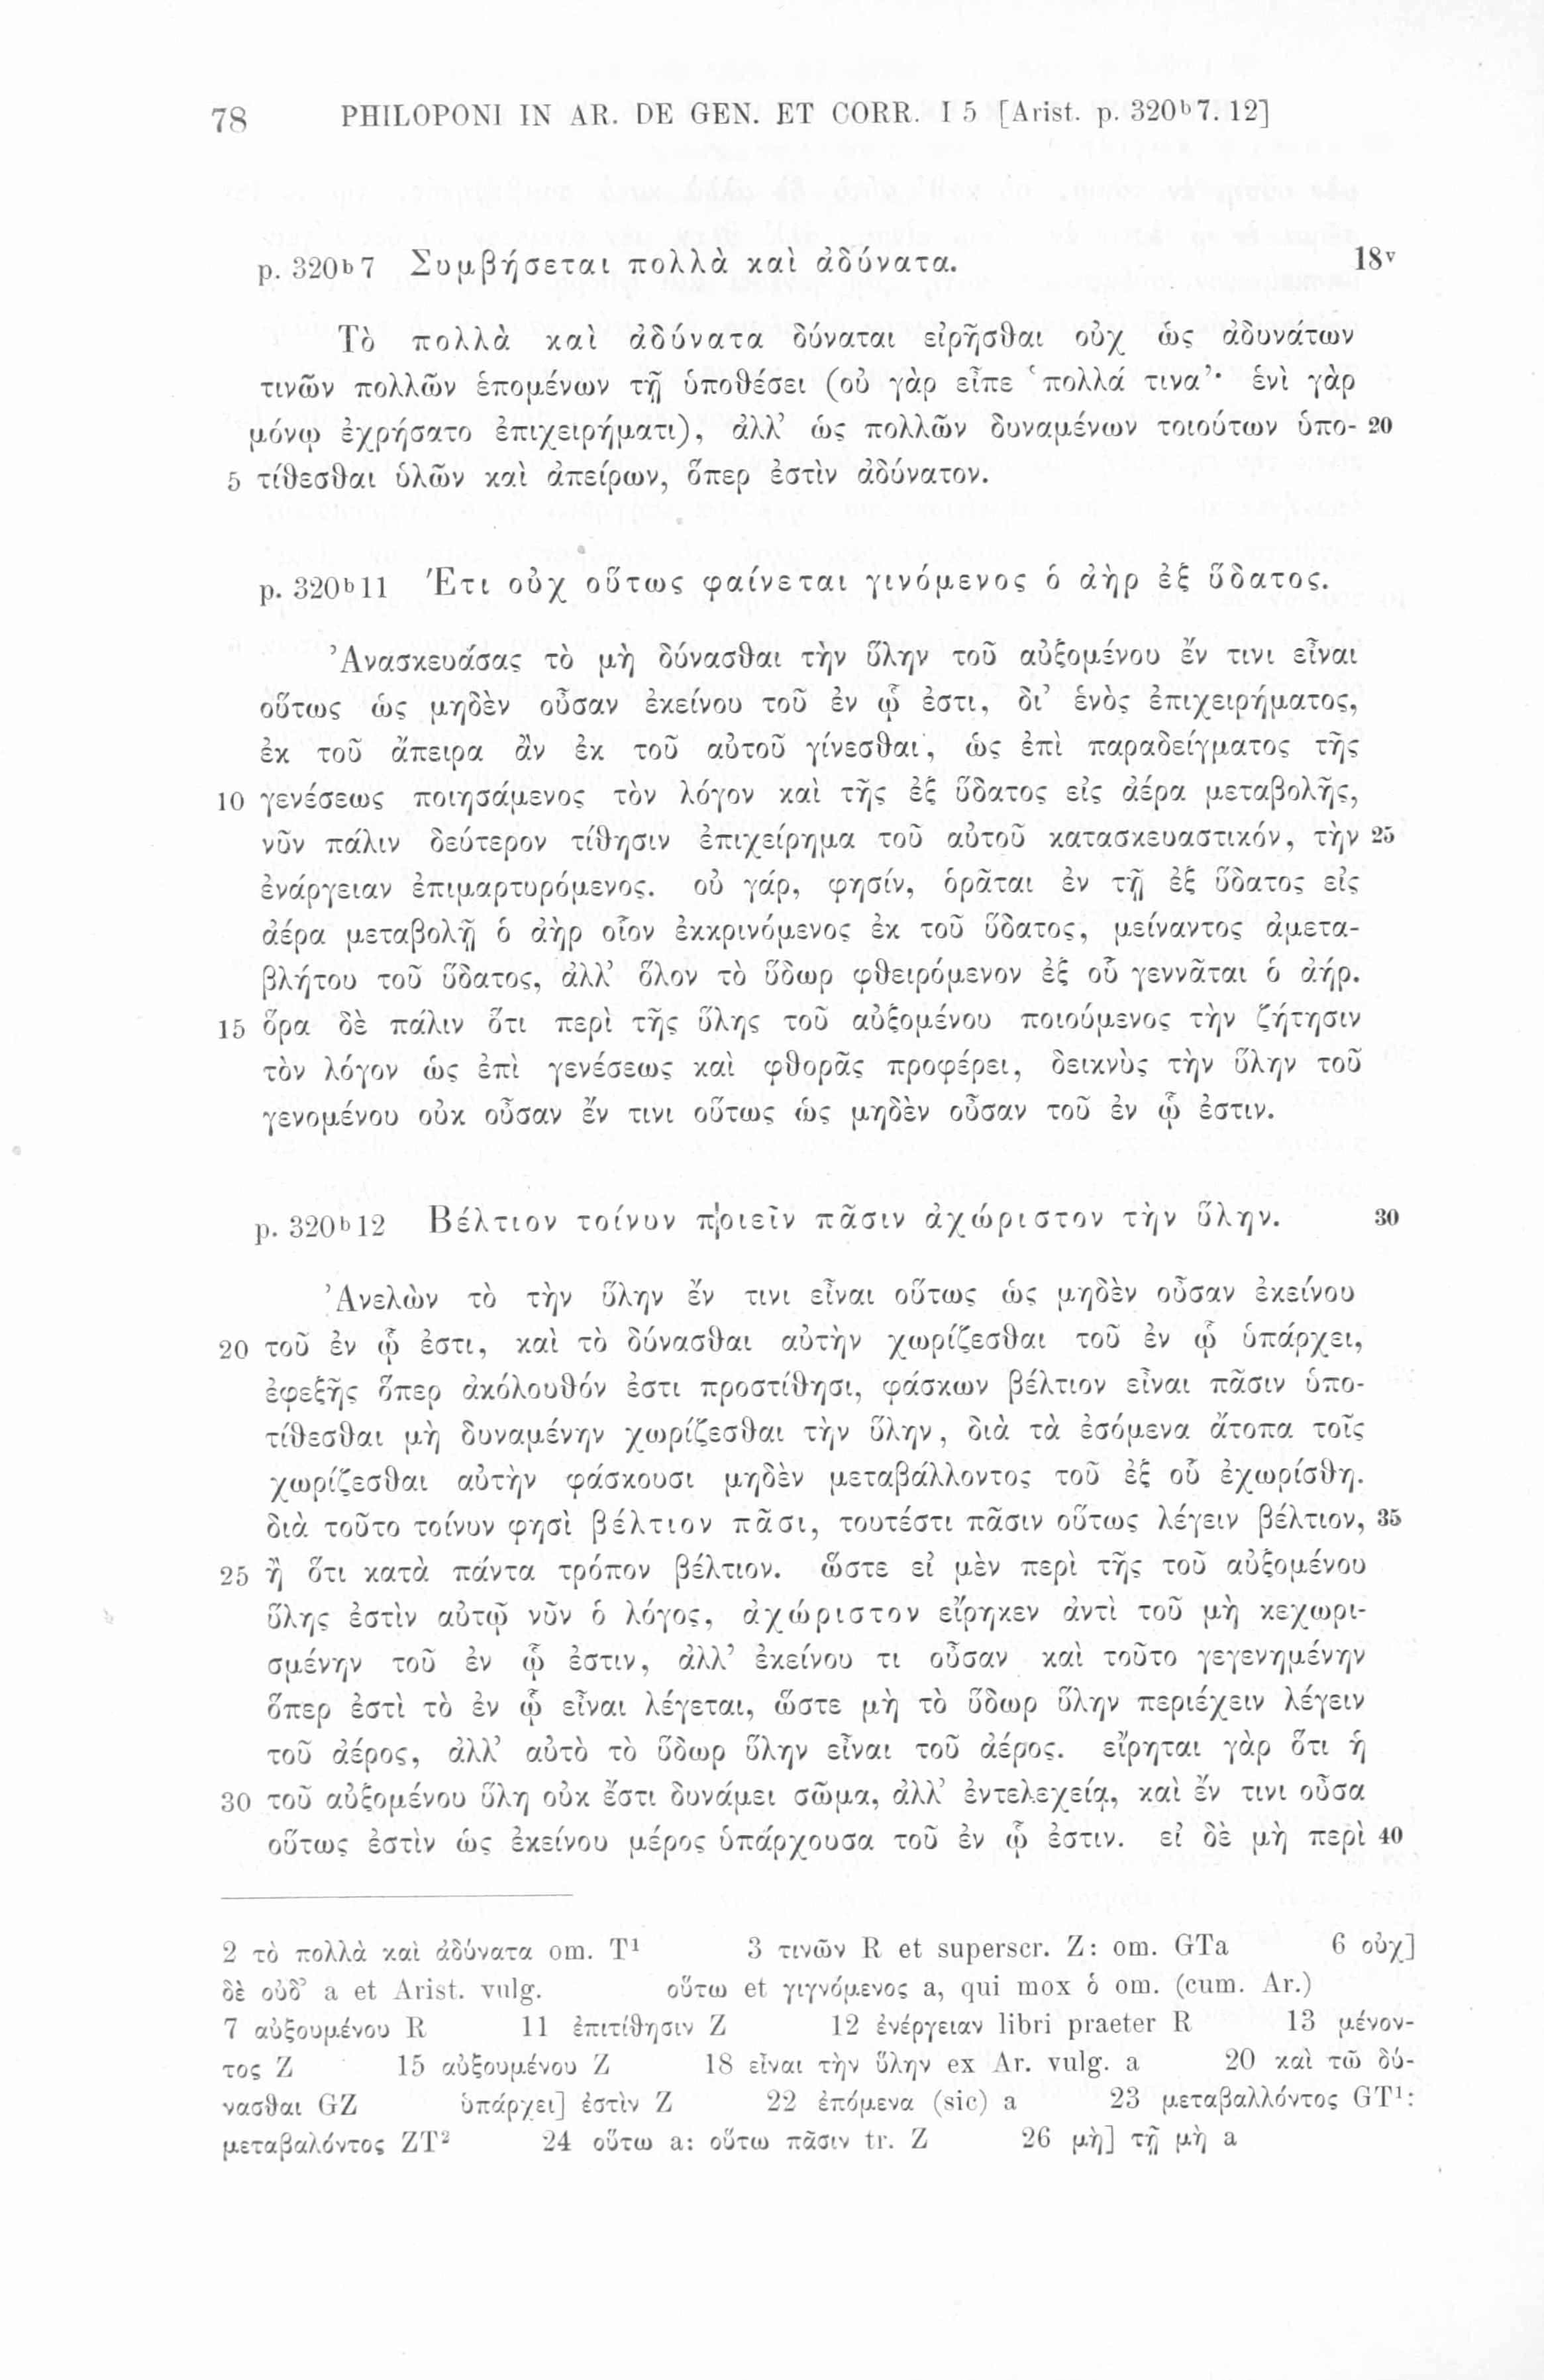 78 PHILOPONI IN AR. DE GEN. ET CORR. I 5 [Arist. p. 320ᵇ7. 12]
p. 320ᵇ7 Συμβήσεται πολλὰ καὶ ἀδύνατα. 18ᵛ
Τὸ πολλὰ καὶ ἀδύνατα δύναται εἰρῆσθαι οὐχ ὡς ἀδυνάτων
τινῶν πολλῶν ἑπομένων τῇ ὑποθέσει (οὐ γὰρ εἶπε ‘πολλά τινα’· ἑνὶ γὰρ
μόνῳ ἐχρήσατο ἐπιχειρήματι), ἀλλ’ ὡς πολλῶν δυναμένων τοιούτων ὑπο- 20
5 τίθεσθαι ὑλῶν καὶ ἀπείρων, ὅπερ ἐστὶν ἀδύνατον.
p. 320ᵇ11 Ἔτι οὐχ οὕτως φαίνεται γινόμενος ὁ ἀὴρ ἐξ ὕδατος.
Ἀνασκευάσας τὸ μὴ δύνασθαι τὴν ὕλην τοῦ αὐξομένου ἔν τινι εἶναι
οὕτως ὡς μηδὲν οὖσαν ἐκείνου τοῦ ἐν ᾧ ἐστι, δι’ ἑνὸς ἐπιχειρήματος,
ἐκ τοῦ ἄπειρα ἂν ἐκ τοῦ αὐτοῦ γίνεσθαι, ὡς ἐπὶ παραδείγματος τῆς
10 γενέσεως ποιησάμενος τὸν λόγον καὶ τῆς ἐξ ὕδατος εἰς ἀέρα μεταβολῆς,
νῦν πάλιν δεύτερον τίθησιν ἐπιχείρημα τοῦ αὐτοῦ κατασκευαστικόν, τὴν 25
ἐνάργειαν ἐπιμαρτυρόμενος. οὐ γάρ, φησίν, ὁρᾶται ἐν τῇ ἐξ ὕδατος εἰς
ἀέρα μεταβολῇ ὁ ἀὴρ οἷον ἐκκρινόμενος ἐκ τοῦ ὕδατος, μείναντος ἀμετα-
βλήτου τοῦ ὕδατος, ἀλλ’ ὅλον τὸ ὕδωρ φθειρόμενον ἐξ οὗ γεννᾶται ὁ ἀήρ.
15 ὅρα δὲ πάλιν ὅτι περὶ τῆς ὕλης τοῦ αὐξομένου ποιούμενος τὴν ζήτησιν
τὸν λόγον ὡς ἐπὶ γενέσεως καὶ φθορᾶς προφέρει, δεικνὺς τὴν ὕλην τοῦ
γενομένου οὐκ οὖσαν ἔν τινι οὕτως ὡς μηδὲν οὖσαν τοῦ ἐν ᾧ ἐστιν.
p. 320ᵇ12 Βέλτιον τοίνυν ποιεῖν πᾶσιν ἀχώριστον τὴν ὕλην. 30
Ἀνελὼν τὸ τὴν ὕλην ἔν τινι εἶναι οὕτως ὡς μηδὲν οὖσαν ἐκείνου
20 τοῦ ἐν ᾧ ἐστι, καὶ τὸ δύνασθαι αὐτὴν χωρίζεσθαι τοῦ ἐν ᾧ ὑπάρχει,
ἐφεξῆς ὅπερ ἀκόλουθόν ἐστι προστίθησι, φάσκων βέλτιον εἶναι πᾶσιν ὑπο-
τίθεσθαι μὴ δυναμένην χωρίζεσθαι τὴν ὕλην, διὰ τὰ ἐσόμενα ἄτοπα τοῖς
χωρίζεσθαι αὐτὴν φάσκουσι μηδὲν μεταβάλλοντος τοῦ ἐξ οὗ ἐχωρίσθη.
διὰ τοῦτο τοίνυν φησὶ βέλτιον πᾶσι, τουτέστι πᾶσιν οὕτως λέγειν βέλτιον, 35
25 ἢ ὅτι κατὰ πάντα τρόπον βέλτιον. ὥστε εἰ μὲν περὶ τῆς τοῦ αὐξομένου
ὕλης ἐστὶν αὐτῷ νῦν ὁ λόγος, ἀχώριστον εἴρηκεν ἀντὶ τοῦ μὴ κεχωρι-
σμένην τοῦ ἐν ᾧ ἐστιν, ἀλλ’ ἐκείνου τι οὖσαν καὶ τοῦτο γεγενημένην
ὅπερ ἐστὶ τὸ ἐν ᾧ εἶναι λέγεται, ὥστε μὴ τὸ ὕδωρ ὕλην περιέχειν λέγειν
τοῦ ἀέρος, ἀλλ’ αὐτὸ τὸ ὕδωρ ὕλην εἶναι τοῦ ἀέρος. εἴρηται γὰρ ὅτι ἡ
30 τοῦ αὐξομένου ὕλη οὐκ ἔστι δυνάμει σῶμα, ἀλλ’ ἐντελεχείᾳ, καὶ ἔν τινι οὖσα
οὕτως ἐστὶν ὡς ἐκείνου μέρος ὑπάρχουσα τοῦ ἐν ᾧ ἐστιν. εἰ δὲ μὴ περὶ 40
2 τὸ πολλὰ καὶ ἀδύνατα om. T¹ 3 τινῶν R et superscr. Z: om. GTa 6 οὐχ]
δὲ οὐδ’ a et Arist. vulg. οὕτω et γιγνόμενος a, qui mox ὁ om. (cum. Ar.)
7 αὐξουμένου R 11 ἐπιτίθησιν Z 12 ἐνέργειαν libri praeter R 13 μένον-
τος Z 15 αὐξουμένου Z 18 εἶναι τὴν ὕλην ex Ar. vulg. a 20 καὶ τῶ δύ-
νασθαι GZ ὑπάρχει] ἐστὶν Z 22 ἑπόμενα (sic) a 23 μεταβαλλόντος GT¹:
μεταβαλόντος ZT² 24 οὕτω a: οὕτω πᾶσιν tr. Z 26 μὴ] τῇ μὴ a